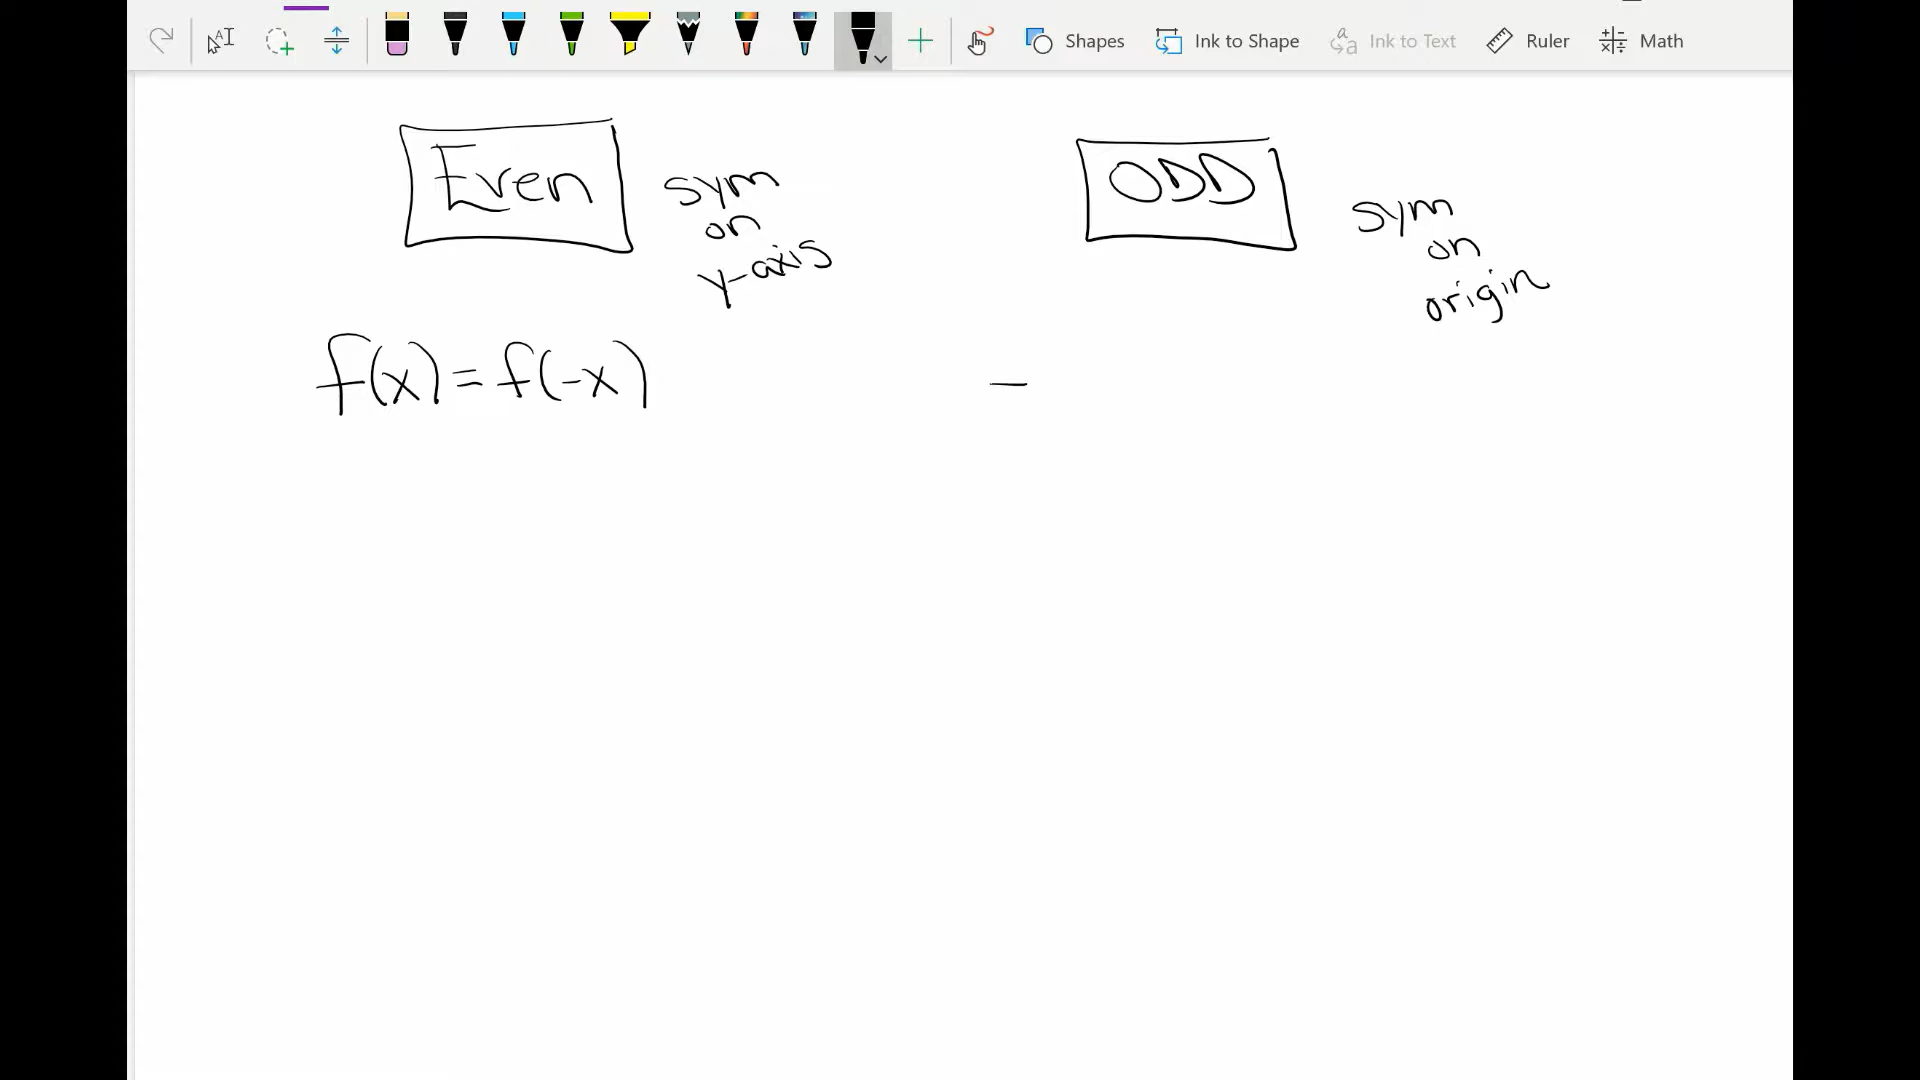 Shapes Ink to Shape Ink to Text Ruler Math
Even
sym
on
y-axis
ODD
sym
on
origin
f(x)=f(-x)
-